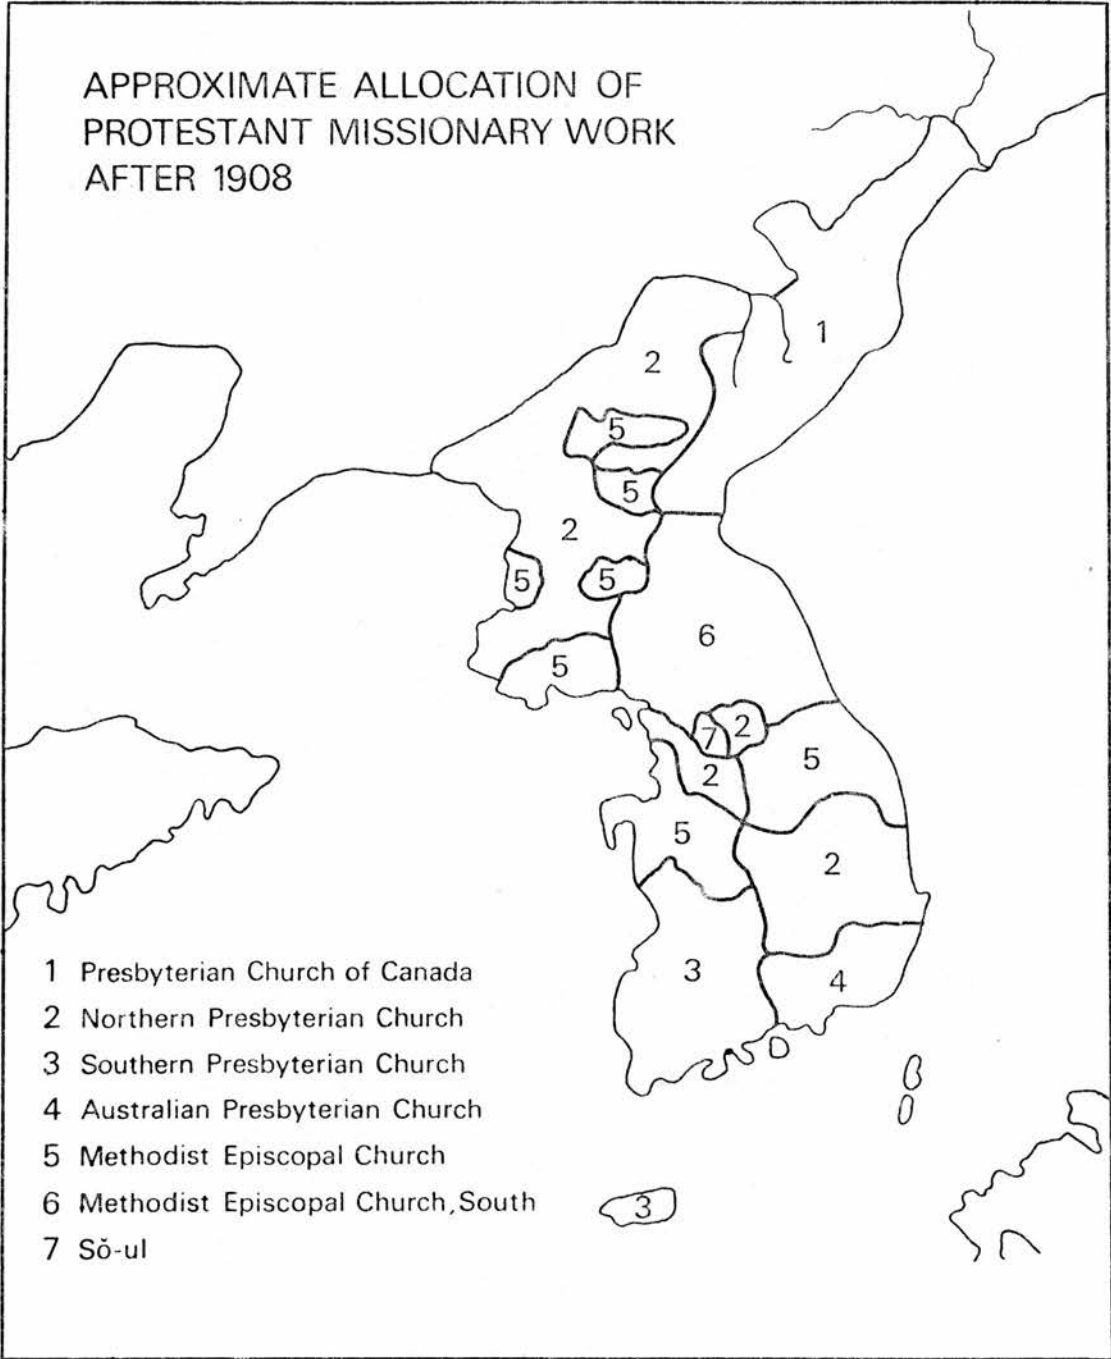 APPROXIMATE ALLOCATION OF
PROTESTANT MISSIONARY WORK
AFTER 1908
1
2
5
5
2
5
5
6
5
7
2
2
5
5
2
3
4
3
1 Presbyterian Church of Canada
2 Northern Presbyterian Church
3 Southern Presbyterian Church
4 Australian Presbyterian Church
5 Methodist Episcopal Church
6 Methodist Episcopal Church, South
7 Sŏ-ul